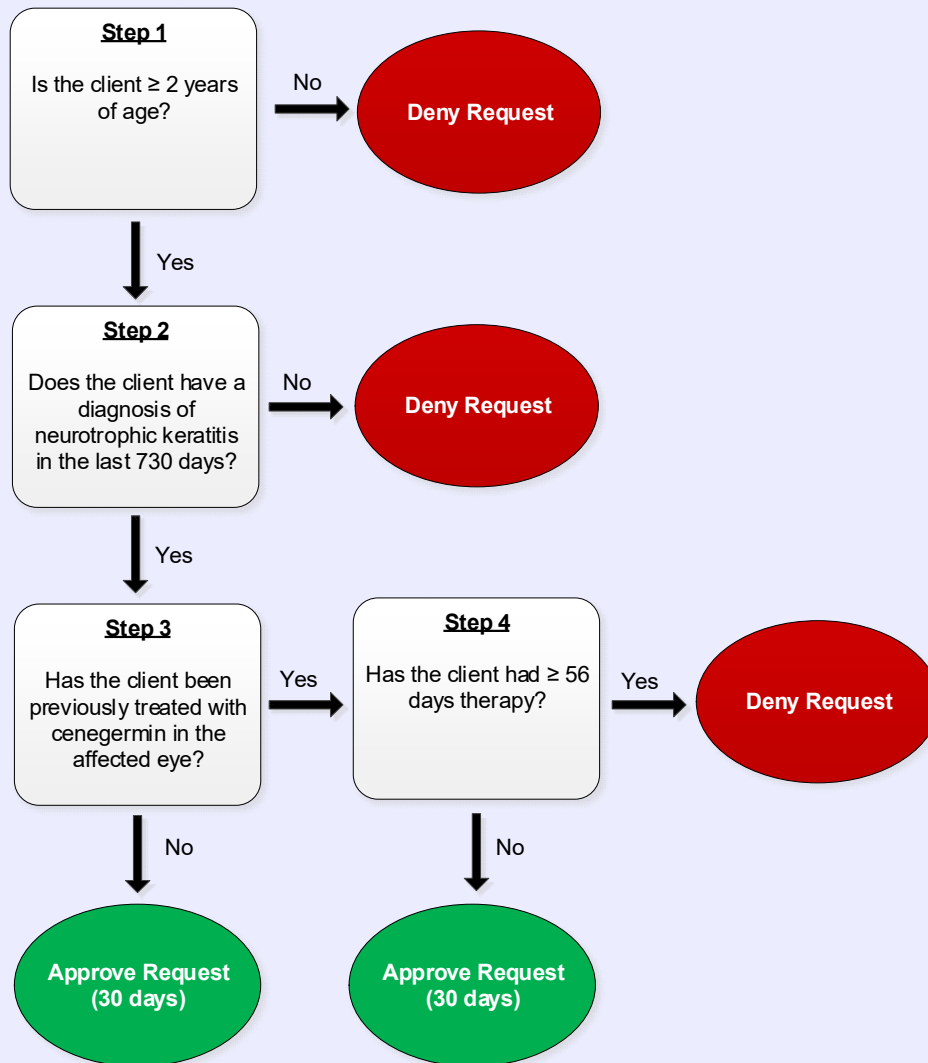 Step 1
Is the client ≥ 2 years
of age?
No
Deny Request
Yes
Step 2
Does the client have a
diagnosis of
neurotrophic keratitis
in the last 730 days?
No
Deny Request
Yes
Step 3
Has the client been
previously treated with
cenegermin in the
affected eye?
Yes
Step 4
Has the client had ≥ 56
days therapy?
Yes
Deny Request
No
No
Approve Request
(30 days)
Approve Request
(30 days)